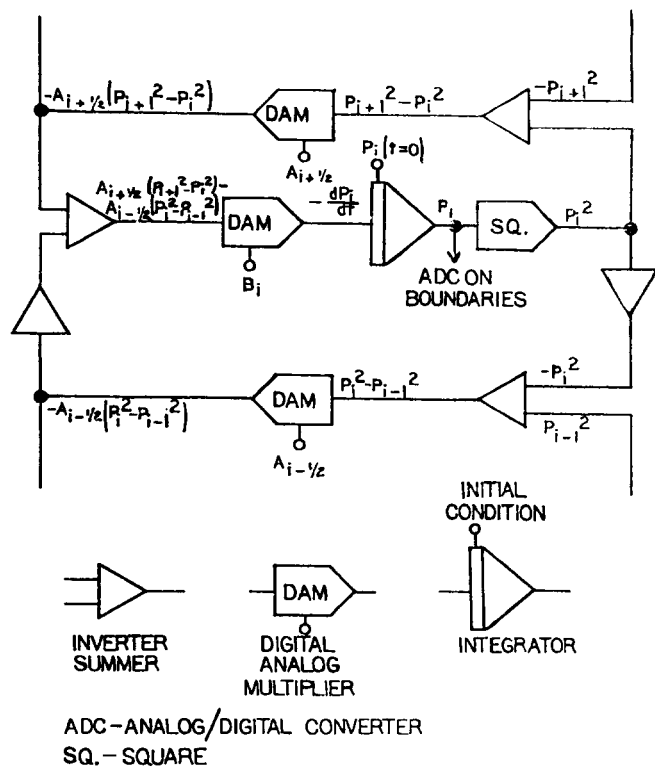 -A_{i+1/2}(P_{i+1}^2-P_i^2)
DAM
P_{i+1}^2-P_i^2
-P_{i+1}^2
A_{i+1/2}
P_i(t=0)
A_{i+1/2}(P_{i+1}^2-P_i^2)-
A_{i-1/2}(P_i^2-P_{i-1}^2)
DAM
-dP_i/dt
P_i
SQ.
P_i^2
B_i
ADC ON
BOUNDARIES
-A_{i-1/2}(P_i^2-P_{i-1}^2)
DAM
P_i^2-P_{i-1}^2
-P_i^2
P_{i-1}^2
A_{i-1/2}
INITIAL
CONDITION
DAM
INVERTER
SUMMER
DIGITAL
ANALOG
MULTIPLIER
INTEGRATOR
ADC-ANALOG/DIGITAL CONVERTER
SQ.-SQUARE